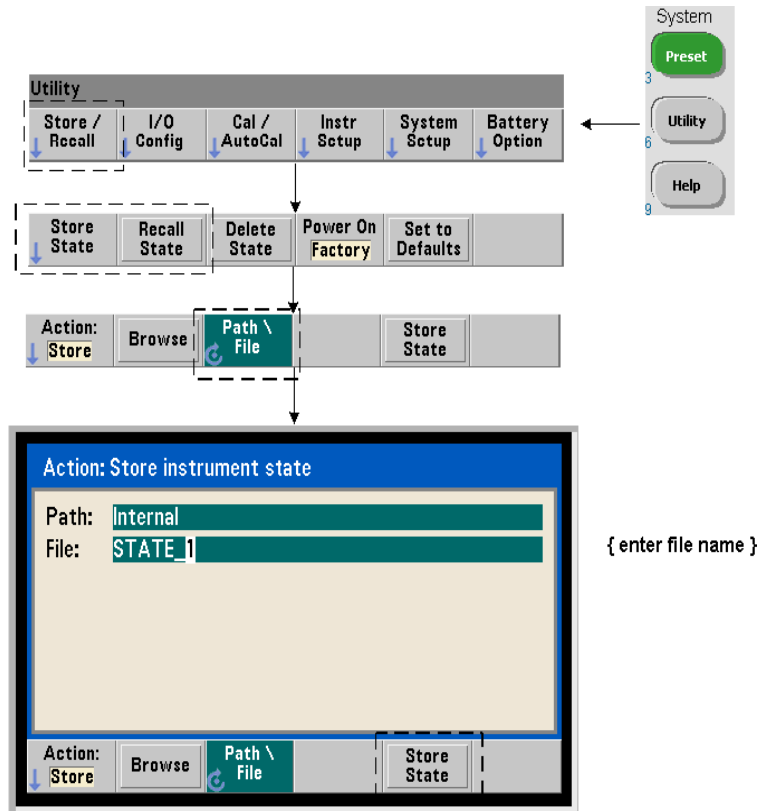 System
Preset
3
Utility
6
Help
9
Utility
Store /
Recall
I/O
Config
Cal /
AutoCal
Instr
Setup
System
Setup
Battery
Option
Store
State
Recall
State
Delete
State
Power On
Factory
Set to
Defaults
Action:
Store
Browse
Path \
File
Store
State
Action: Store instrument state
Path: Internal
File: STATE_1
{ enter file name }
Action:
Store
Browse
Path \
File
Store
State